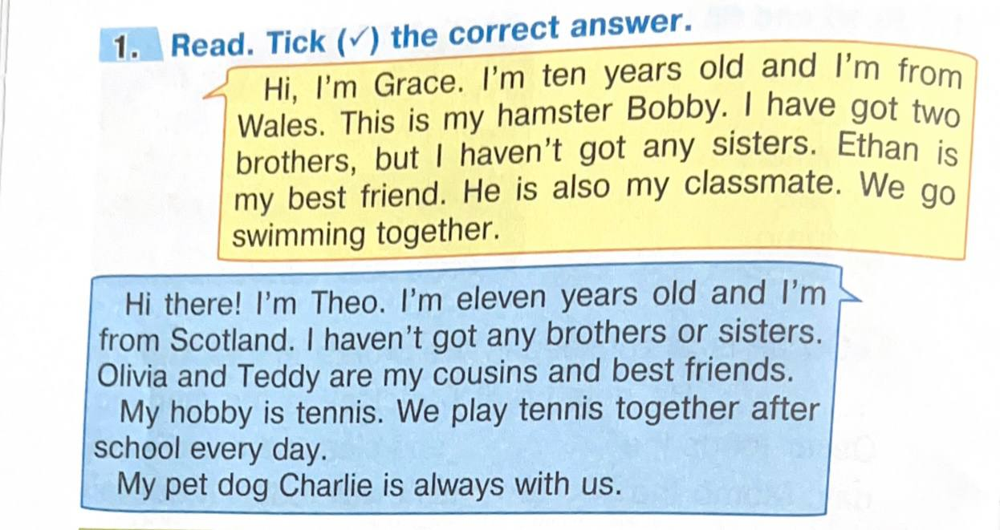 1. Read. Tick (✓) the correct answer.
Hi, I'm Grace. I'm ten years old and I'm from
Wales. This is my hamster Bobby. I have got two
brothers, but I haven't got any sisters. Ethan is
my best friend. He is also my classmate. We go
swimming together.
Hi there! I'm Theo. I'm eleven years old and I'm
from Scotland. I haven't got any brothers or sisters.
Olivia and Teddy are my cousins and best friends.
My hobby is tennis. We play tennis together after
school every day.
My pet dog Charlie is always with us.